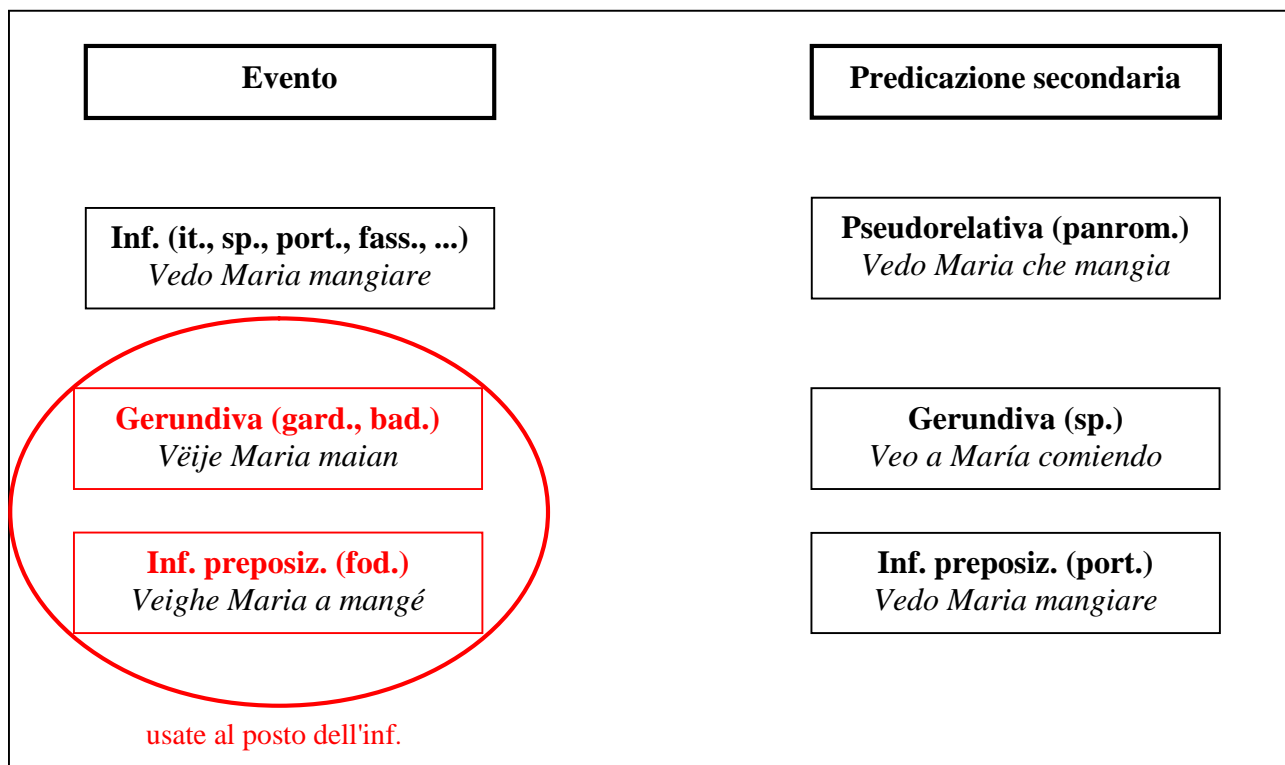 Evento
Predicazione secondaria
Inf. (it., sp., port., fass., ...)
Vedo Maria mangiare
Pseudorelativa (panrom.)
Vedo Maria che mangia
Gerundiva (gard., bad.)
Vëije Maria maian
Gerundiva (sp.)
Veo a María comiendo
Inf. preposiz. (fod.)
Veighe Maria a mangé
Inf. preposiz. (port.)
Vedo Maria mangiare
usate al posto dell'inf.